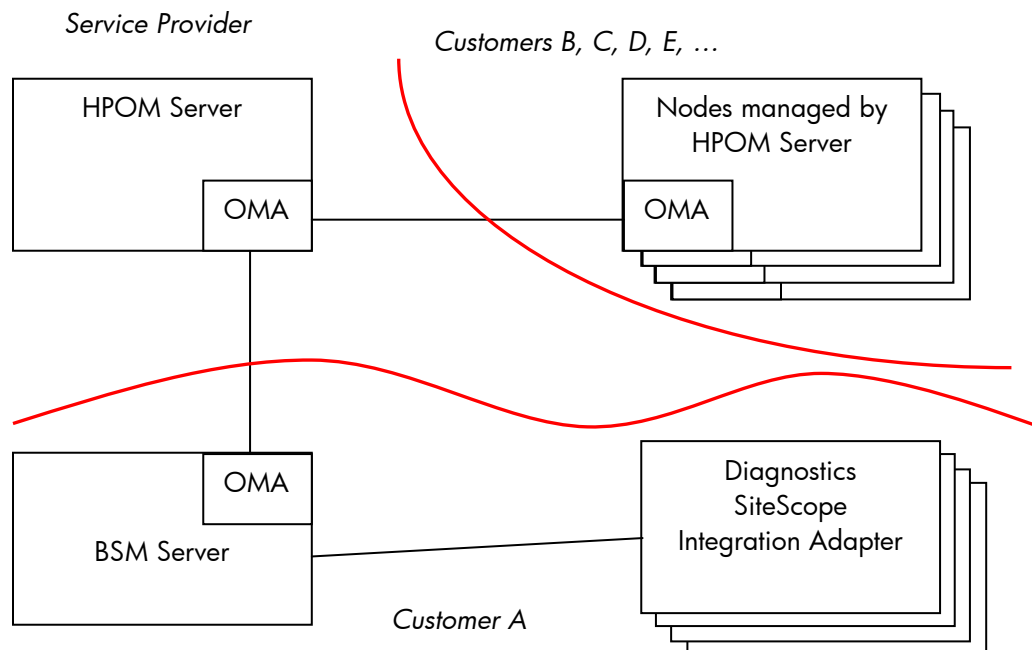 Service Provider
Customers B, C, D, E, …
HPOM Server
OMA
Nodes managed by
HPOM Server
OMA
OMA
BSM Server
Diagnostics
SiteScope
Integration Adapter
Customer A